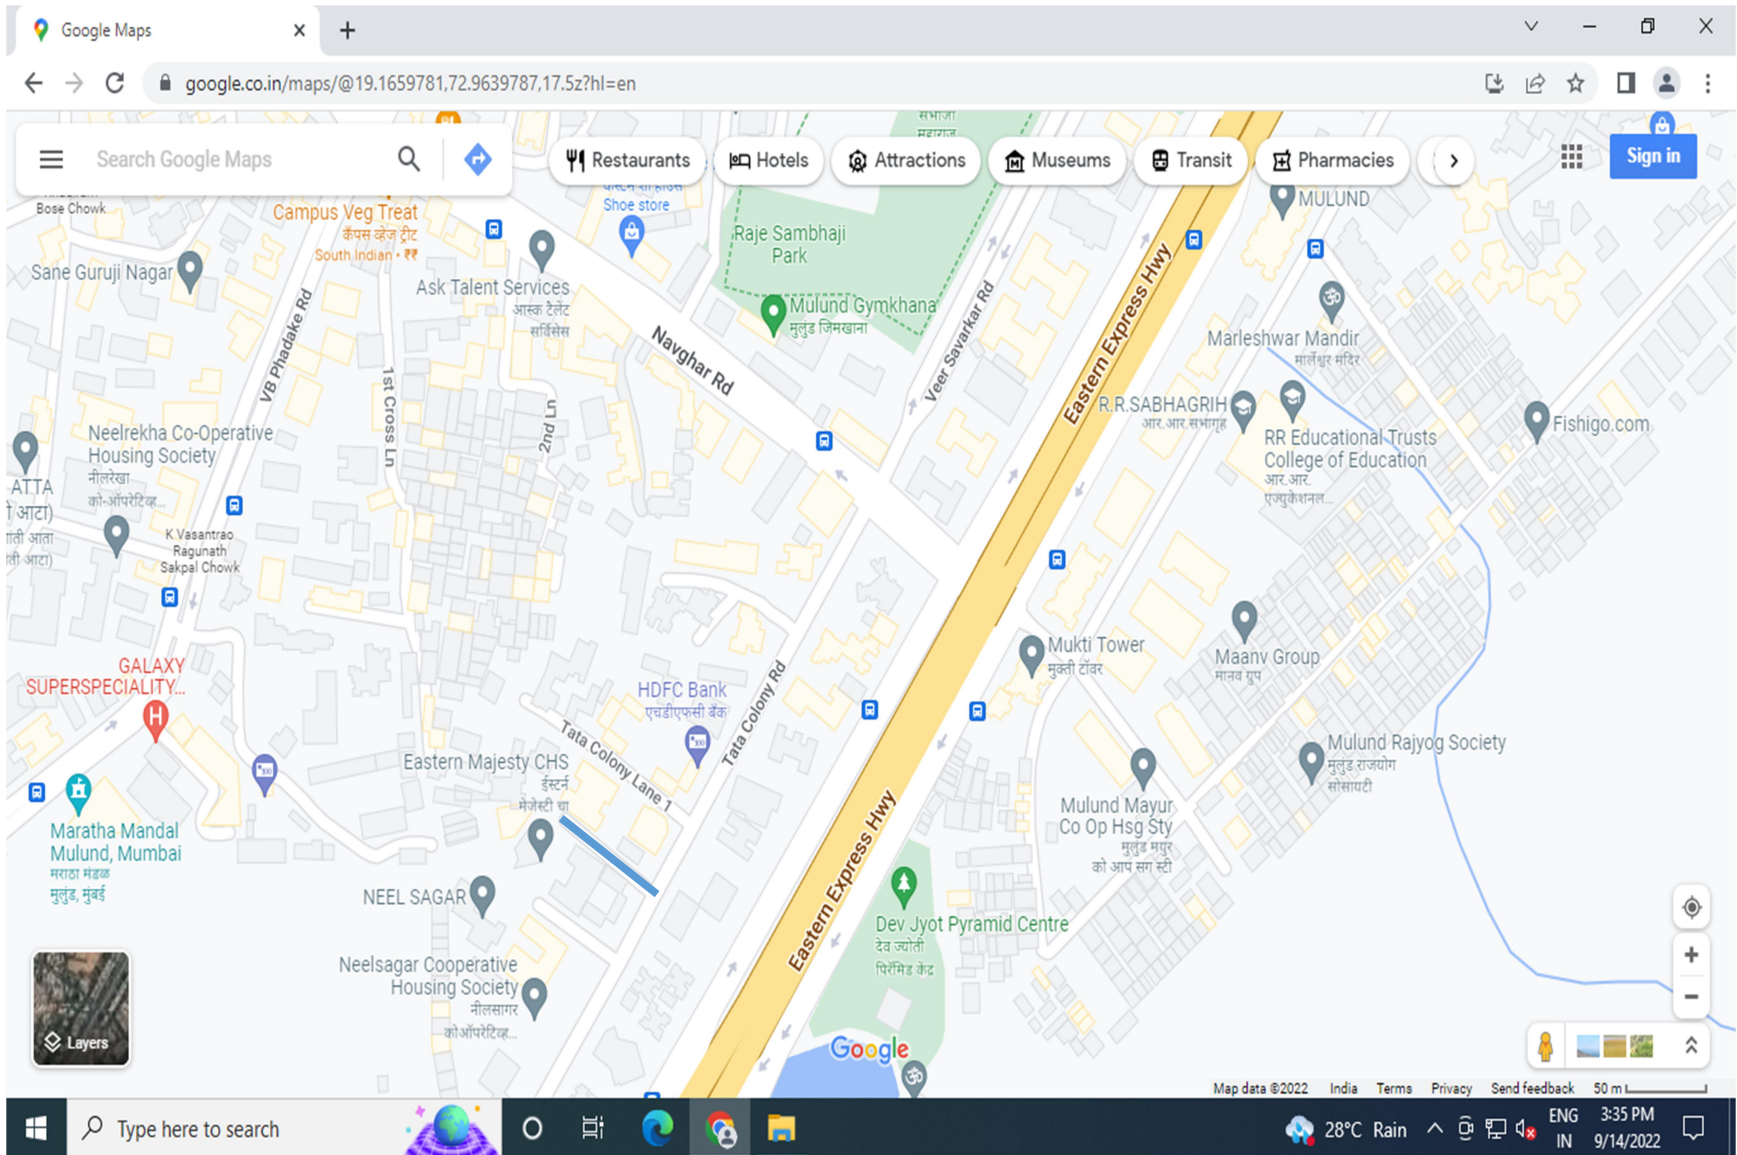 Google Maps
google.co.in/maps/@19.1659781,72.9639787,17.5z?hl=en
Search Google Maps
Restaurants
Hotels
Attractions
Museums
Transit
Pharmacies
Sign in
Bose Chowk
Campus Veg Treat
कॅंपस व्हेज ट्रीट
South Indian • ₹₹
Shoe store
Raje Sambhaji
Park
MULUND
Sane Guruji Nagar
Ask Talent Services
आस्क टैलेंट
सर्विसेस
Mulund Gymkhana
मुलुंड जिमखाना
Marleshwar Mandir
मार्लेश्वर मंदिर
VB Phadake Rd
1st Cross Ln
2nd Ln
Navghar Rd
Veer Savarkar Rd
Eastern Express Hwy
R.R.SABHAGRIH
आर.आर.सभागृह
RR Educational Trusts
College of Education
आर.आर.
एज्युकेशनल...
Fishigo.com
Neelrekha Co-Operative
Housing Society
नीलरेखा
को-ऑपरेटिव्ह...
ATTA
K Vasantrao
Ragunath
Sakpal Chowk
GALAXY
SUPERSPECIALITY...
HDFC Bank
एचडीएफसी बँक
Tata Colony Rd
Tata Colony Lane 1
Mukti Tower
मुक्ती टॉवर
Maanv Group
मानव ग्रुप
Mulund Rajyog Society
मुलुंड राजयोग
सोसायटी
Eastern Majesty CHS
ईस्टर्न
मेजेस्टी चा
Mulund Mayur
Co Op Hsg Sty
मुलुंड मयुर
को आप सग स्टी
Maratha Mandal
Mulund, Mumbai
मराठा मंडळ
मुलुंड, मुंबई
NEEL SAGAR
Eastern Express Hwy
Dev Jyot Pyramid Centre
देव ज्योती
पिरॅमिड केंद्र
Neelsagar Cooperative
Housing Society
नीलसागर
कोऑपरेटिव्ह...
Layers
Google
Map data ©2022 India Terms Privacy Send feedback 50 m
Type here to search
28°C Rain
ENG
IN
3:35 PM
9/14/2022